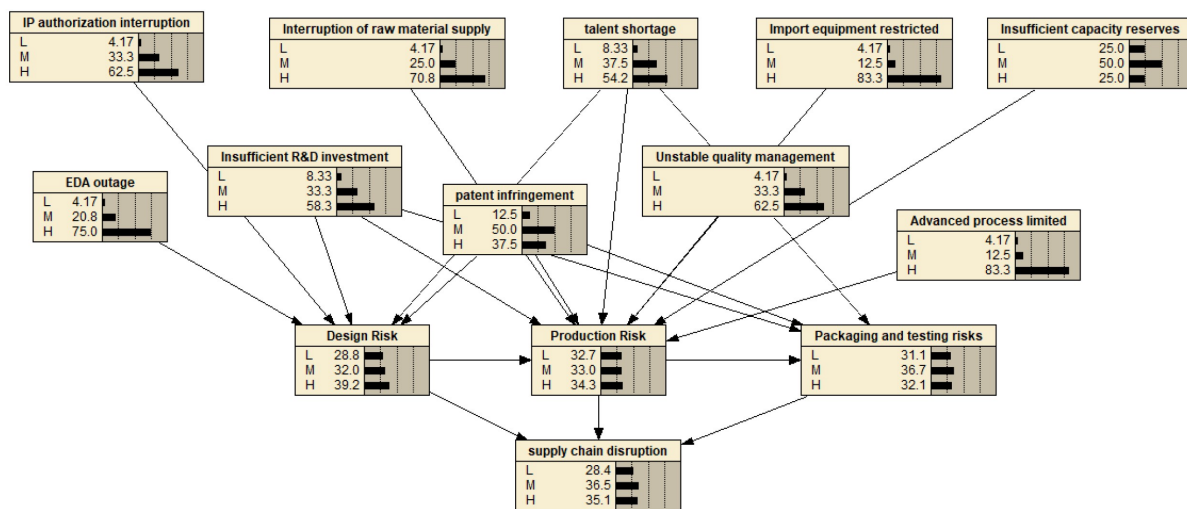 IP authorization interruption
L 4.17
M 33.3
H 62.5
Interruption of raw material supply
L 4.17
M 25.0
H 70.8
talent shortage
L 8.33
M 37.5
H 54.2
Import equipment restricted
L 4.17
M 12.5
H 83.3
Insufficient capacity reserves
L 25.0
M 50.0
H 25.0
EDA outage
L 4.17
M 20.8
H 75.0
Insufficient R&D investment
L 8.33
M 33.3
H 58.3
patent infringement
L 12.5
M 50.0
H 37.5
Unstable quality management
L 4.17
M 33.3
H 62.5
Advanced process limited
L 4.17
M 12.5
H 83.3
Design Risk
L 28.8
M 32.0
H 39.2
Production Risk
L 32.7
M 33.0
H 34.3
Packaging and testing risks
L 31.1
M 36.7
H 32.1
supply chain disruption
L 28.4
M 36.5
H 35.1